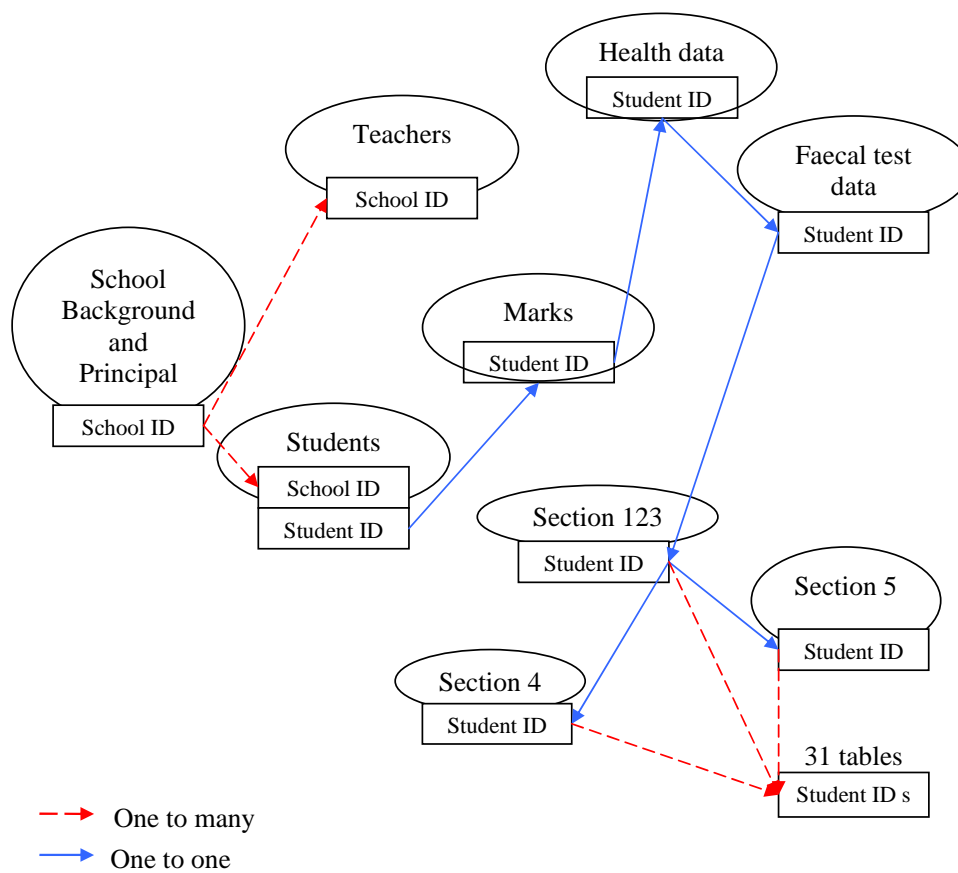 Health data
Student ID
Teachers
School ID
Faecal test
data
Student ID
School
Background
and
Principal
School ID
Marks
Student ID
Students
School ID
Student ID
Section 123
Student ID
Section 5
Student ID
Section 4
Student ID
31 tables
Student ID s
One to many
One to one